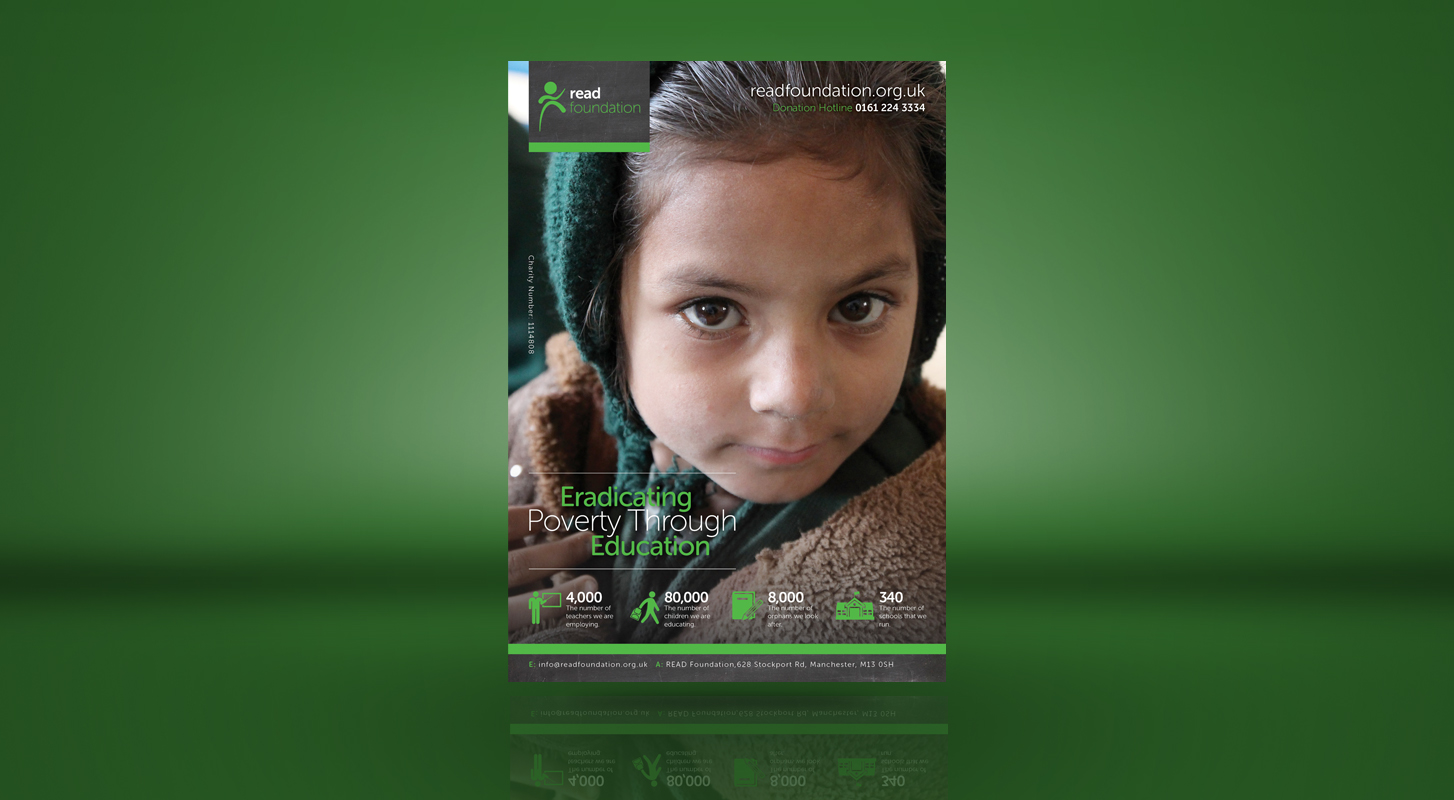 read
foundation
readfoundation.org.uk
Donation Hotline 0161 224 3334
Charity Number: 1114808
Eradicating
Poverty Through
Education
4,000
The number of
teachers we are
employing.
80,000
The number of
children we are
educating.
8,000
The number of
orphans we look
after.
340
The number of
schools that we
run
E: info@readfoundation.org.uk A: READ Foundation,628 Stockport Rd, Manchester, M13 0SH